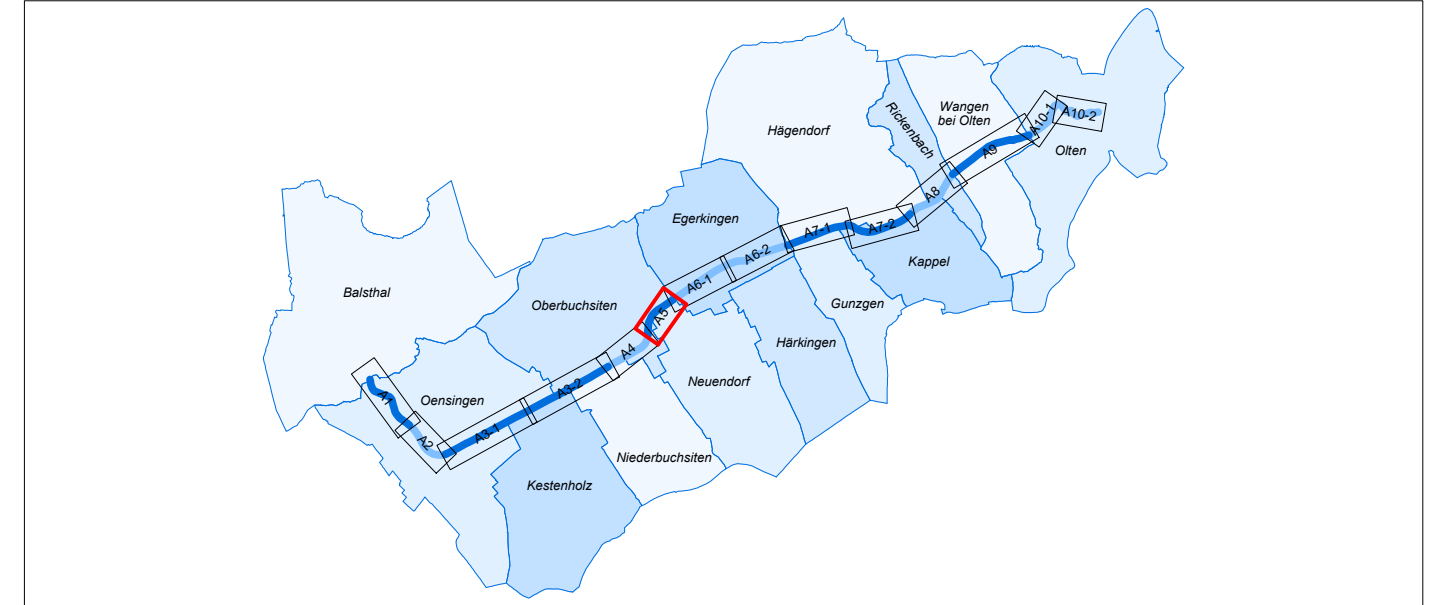 Wangen
bei Olten
Rickenbach
Hägendorf
Olten
A10-1
A10-2
A9
A8
Egerkingen
A7-1
A7-2
A6-2
A6-1
Kappel
Balsthal
Oberbuchsiten
Gunzgen
A5
Härkingen
A4
Neuendorf
A3-2
Oensingen
A1
A2
A3-1
Niederbuchsiten
Kestenholz